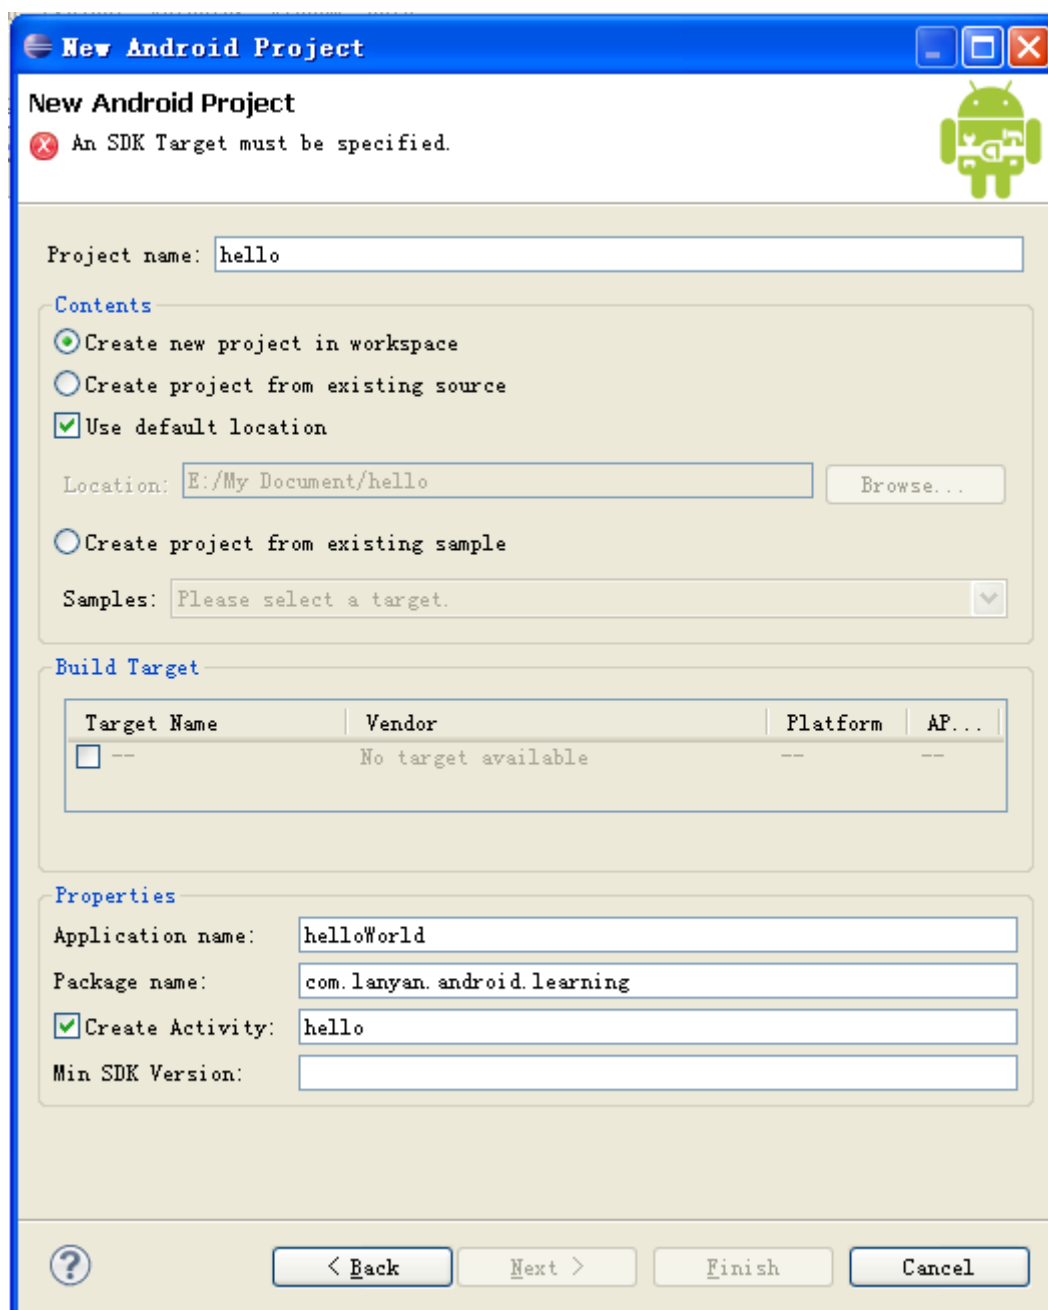 New Android Project
New Android Project
An SDK Target must be specified.
Project name: hello
Contents
Create new project in workspace
Create project from existing source
Use default location
Location: E:/My Document/hello Browse...
Create project from existing sample
Samples: Please select a target.
Build Target
Target Name Vendor Platform AP...
-- No target available -- --
Properties
Application name: helloWorld
Package name: com.lanyan.android.learning
Create Activity: hello
Min SDK Version:
< Back Next > Finish Cancel